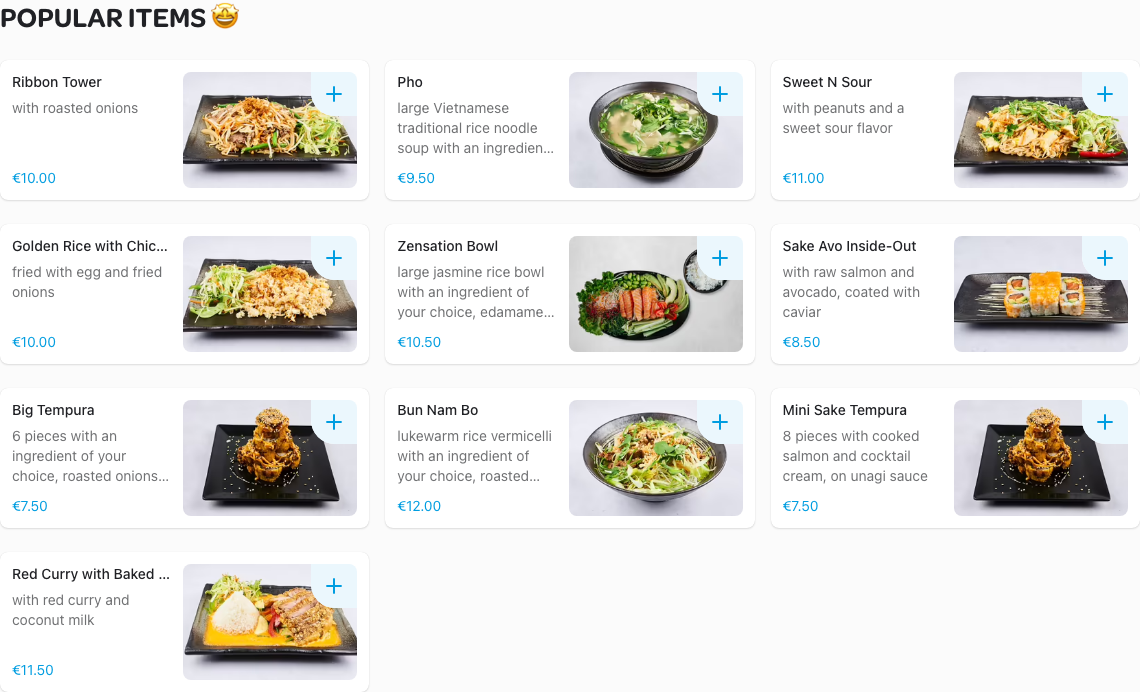 POPULAR ITEMS 🤩
Ribbon Tower
with roasted onions
€10.00
Pho
large Vietnamese
traditional rice noodle
soup with an ingredien...
€9.50
Sweet N Sour
with peanuts and a
sweet sour flavor
€11.00
Golden Rice with Chic...
fried with egg and fried
onions
€10.00
Zensation Bowl
large jasmine rice bowl
with an ingredient of
your choice, edamame...
€10.50
Sake Avo Inside-Out
with raw salmon and
avocado, coated with
caviar
€8.50
Big Tempura
6 pieces with an
ingredient of your
choice, roasted onions...
€7.50
Bun Nam Bo
lukewarm rice vermicelli
with an ingredient of
your choice, roasted...
€12.00
Mini Sake Tempura
8 pieces with cooked
salmon and cocktail
cream, on unagi sauce
€7.50
Red Curry with Baked ...
with red curry and
coconut milk
€11.50